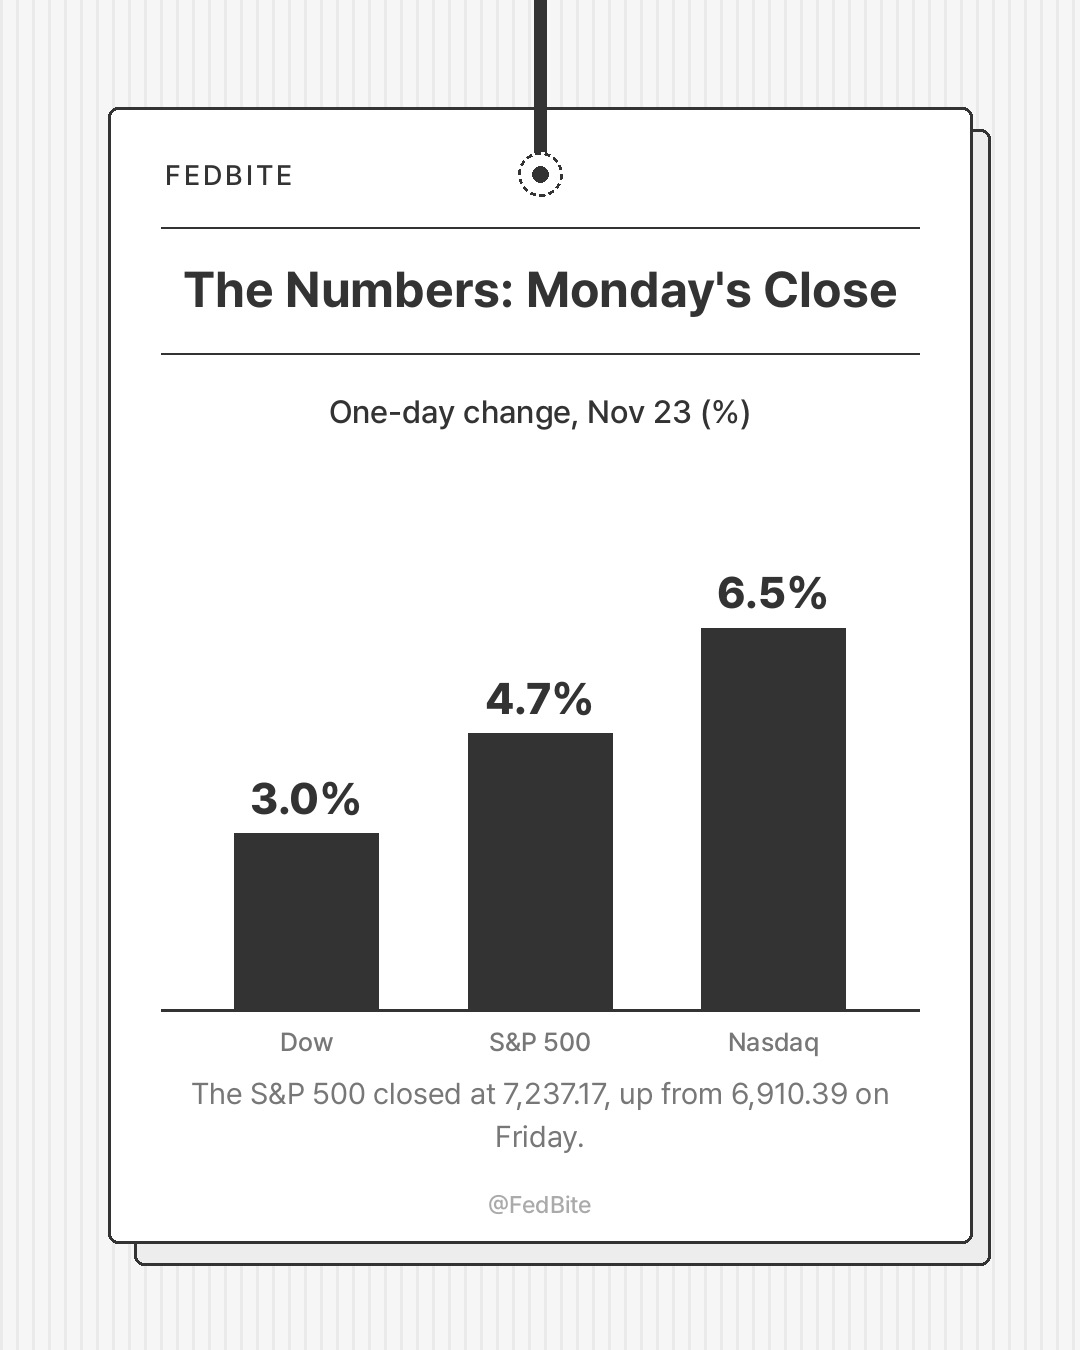 FEDBITE
The Numbers: Monday's Close
One-day change, Nov 23 (%)
6.5%
4.7%
3.0%
Dow
S&P 500
Nasdaq
The S&P 500 closed at 7,237.17, up from 6,910.39 on
Friday.
@FedBite